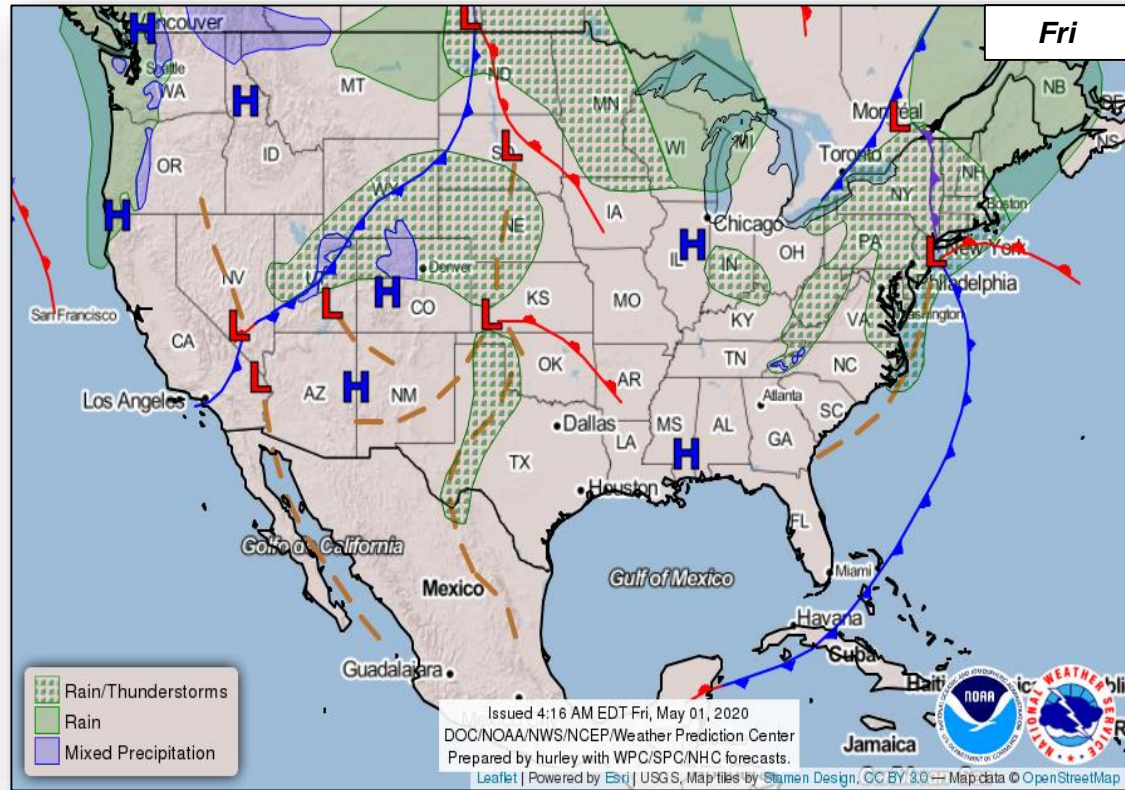 Fri
Vancouver
Seattle
WA
MT
ND
MN
Montréal
NB
NS
OR
ID
SD
WI
MI
Toronto
NH
Boston
WY
NE
IA
Chicago
NY
New York
PA
Philadelphia
NV
UT
Denver
CO
KS
MO
IL
IN
OH
KY
VA
Washington
San Francisco
CA
AZ
NM
OK
AR
TN
NC
Los Angeles
Dallas
TX
LA
MS
AL
Atlanta
GA
SC
Houston
FL
Golfo de California
Mexico
Gulf of Mexico
Miami
Havana
Cuba
Guadalajara
Jamaica
H
H
H
H
H
H
H
L
L
L
L
L
L
L
L
Rain/Thunderstorms
Rain
Mixed Precipitation
Issued 4:16 AM EDT Fri, May 01, 2020
DOC/NOAA/NWS/NCEP/Weather Prediction Center
Prepared by hurley with WPC/SPC/NHC forecasts.
Leaflet | Powered by Esri | USGS, Map tiles by Stamen Design, CC BY 3.0 — Map data © OpenStreetMap
NOAA
NATIONAL WEATHER SERVICE